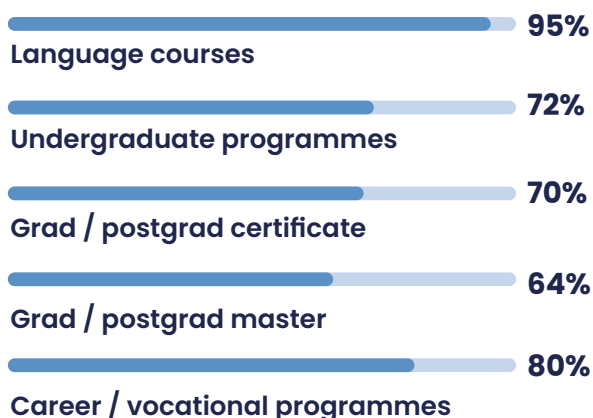 95%
Language courses
72%
Undergraduate programmes
70%
Grad / postgrad certificate
64%
Grad / postgrad master
80%
Career / vocational programmes